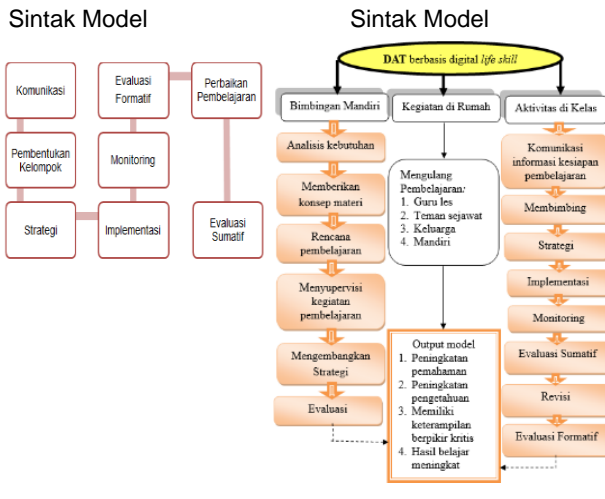 Sintak Model
Komunikasi
Pembentukan
Kelompok
Strategi
Implementasi
Monitoring
Evaluasi
Formatif
Perbaikan
Pembelajaran
Evaluasi
Sumatif
Sintak Model
DAT berbasis digital life skill
Bimbingan Mandiri
Analisis kebutuhan
Memberikan
konsep materi
Rencana
pembelajaran
Menyupervisi
kegiatan
pembelajaran
Mengembangkan
Strategi
Evaluasi
Kegiatan di Rumah
Mengulang
Pembelajaran:
1. Guru les
2. Teman sejawat
3. Keluarga
4. Mandiri
Output model
1. Peningkatan
pemahaman
2. Peningkatan
pengetahuan
3. Memiliki
keterampilan
berpikir kritis
4. Hasil belajar
meningkat
Aktivitas di Kelas
Komunikasi
informasi kesiapan
pembelajaran
Membimbing
Strategi
Implementasi
Monitoring
Evaluasi Sumatif
Revisi
Evaluasi Formatif